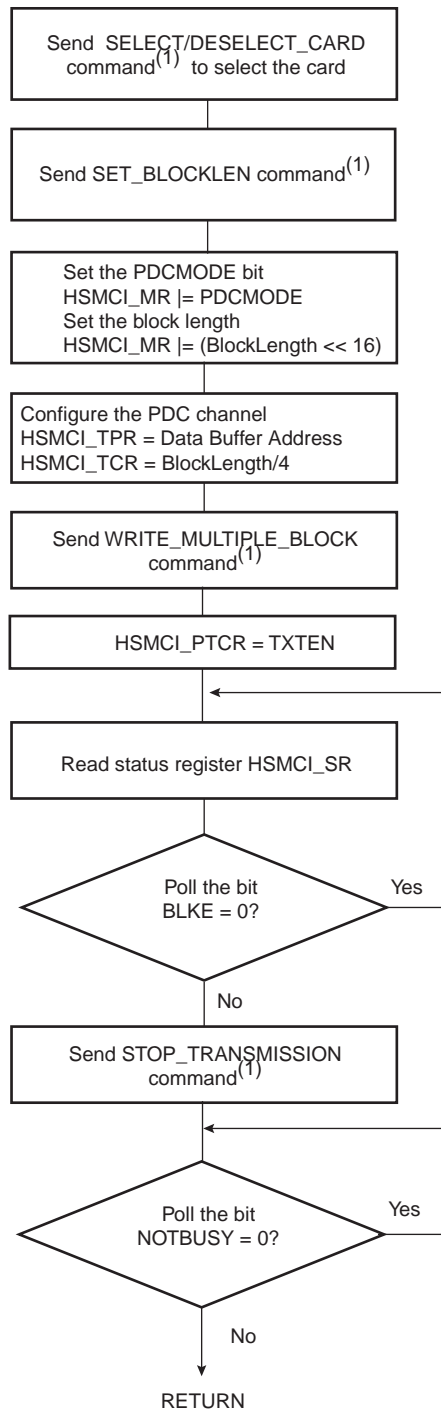 Send SELECT/DESELECT_CARD
command(1) to select the card
Send SET_BLOCKLEN command(1)
Set the PDCMODE bit
HSMCI_MR |= PDCMODE
Set the block length
HSMCI_MR |= (BlockLength << 16)
Configure the PDC channel
HSMCI_TPR = Data Buffer Address
HSMCI_TCR = BlockLength/4
Send WRITE_MULTIPLE_BLOCK
command(1)
HSMCI_PTCR = TXTEN
Read status register HSMCI_SR
Poll the bit
BLKE = 0?
Yes
No
Send STOP_TRANSMISSION
command(1)
Poll the bit
NOTBUSY = 0?
Yes
No
RETURN